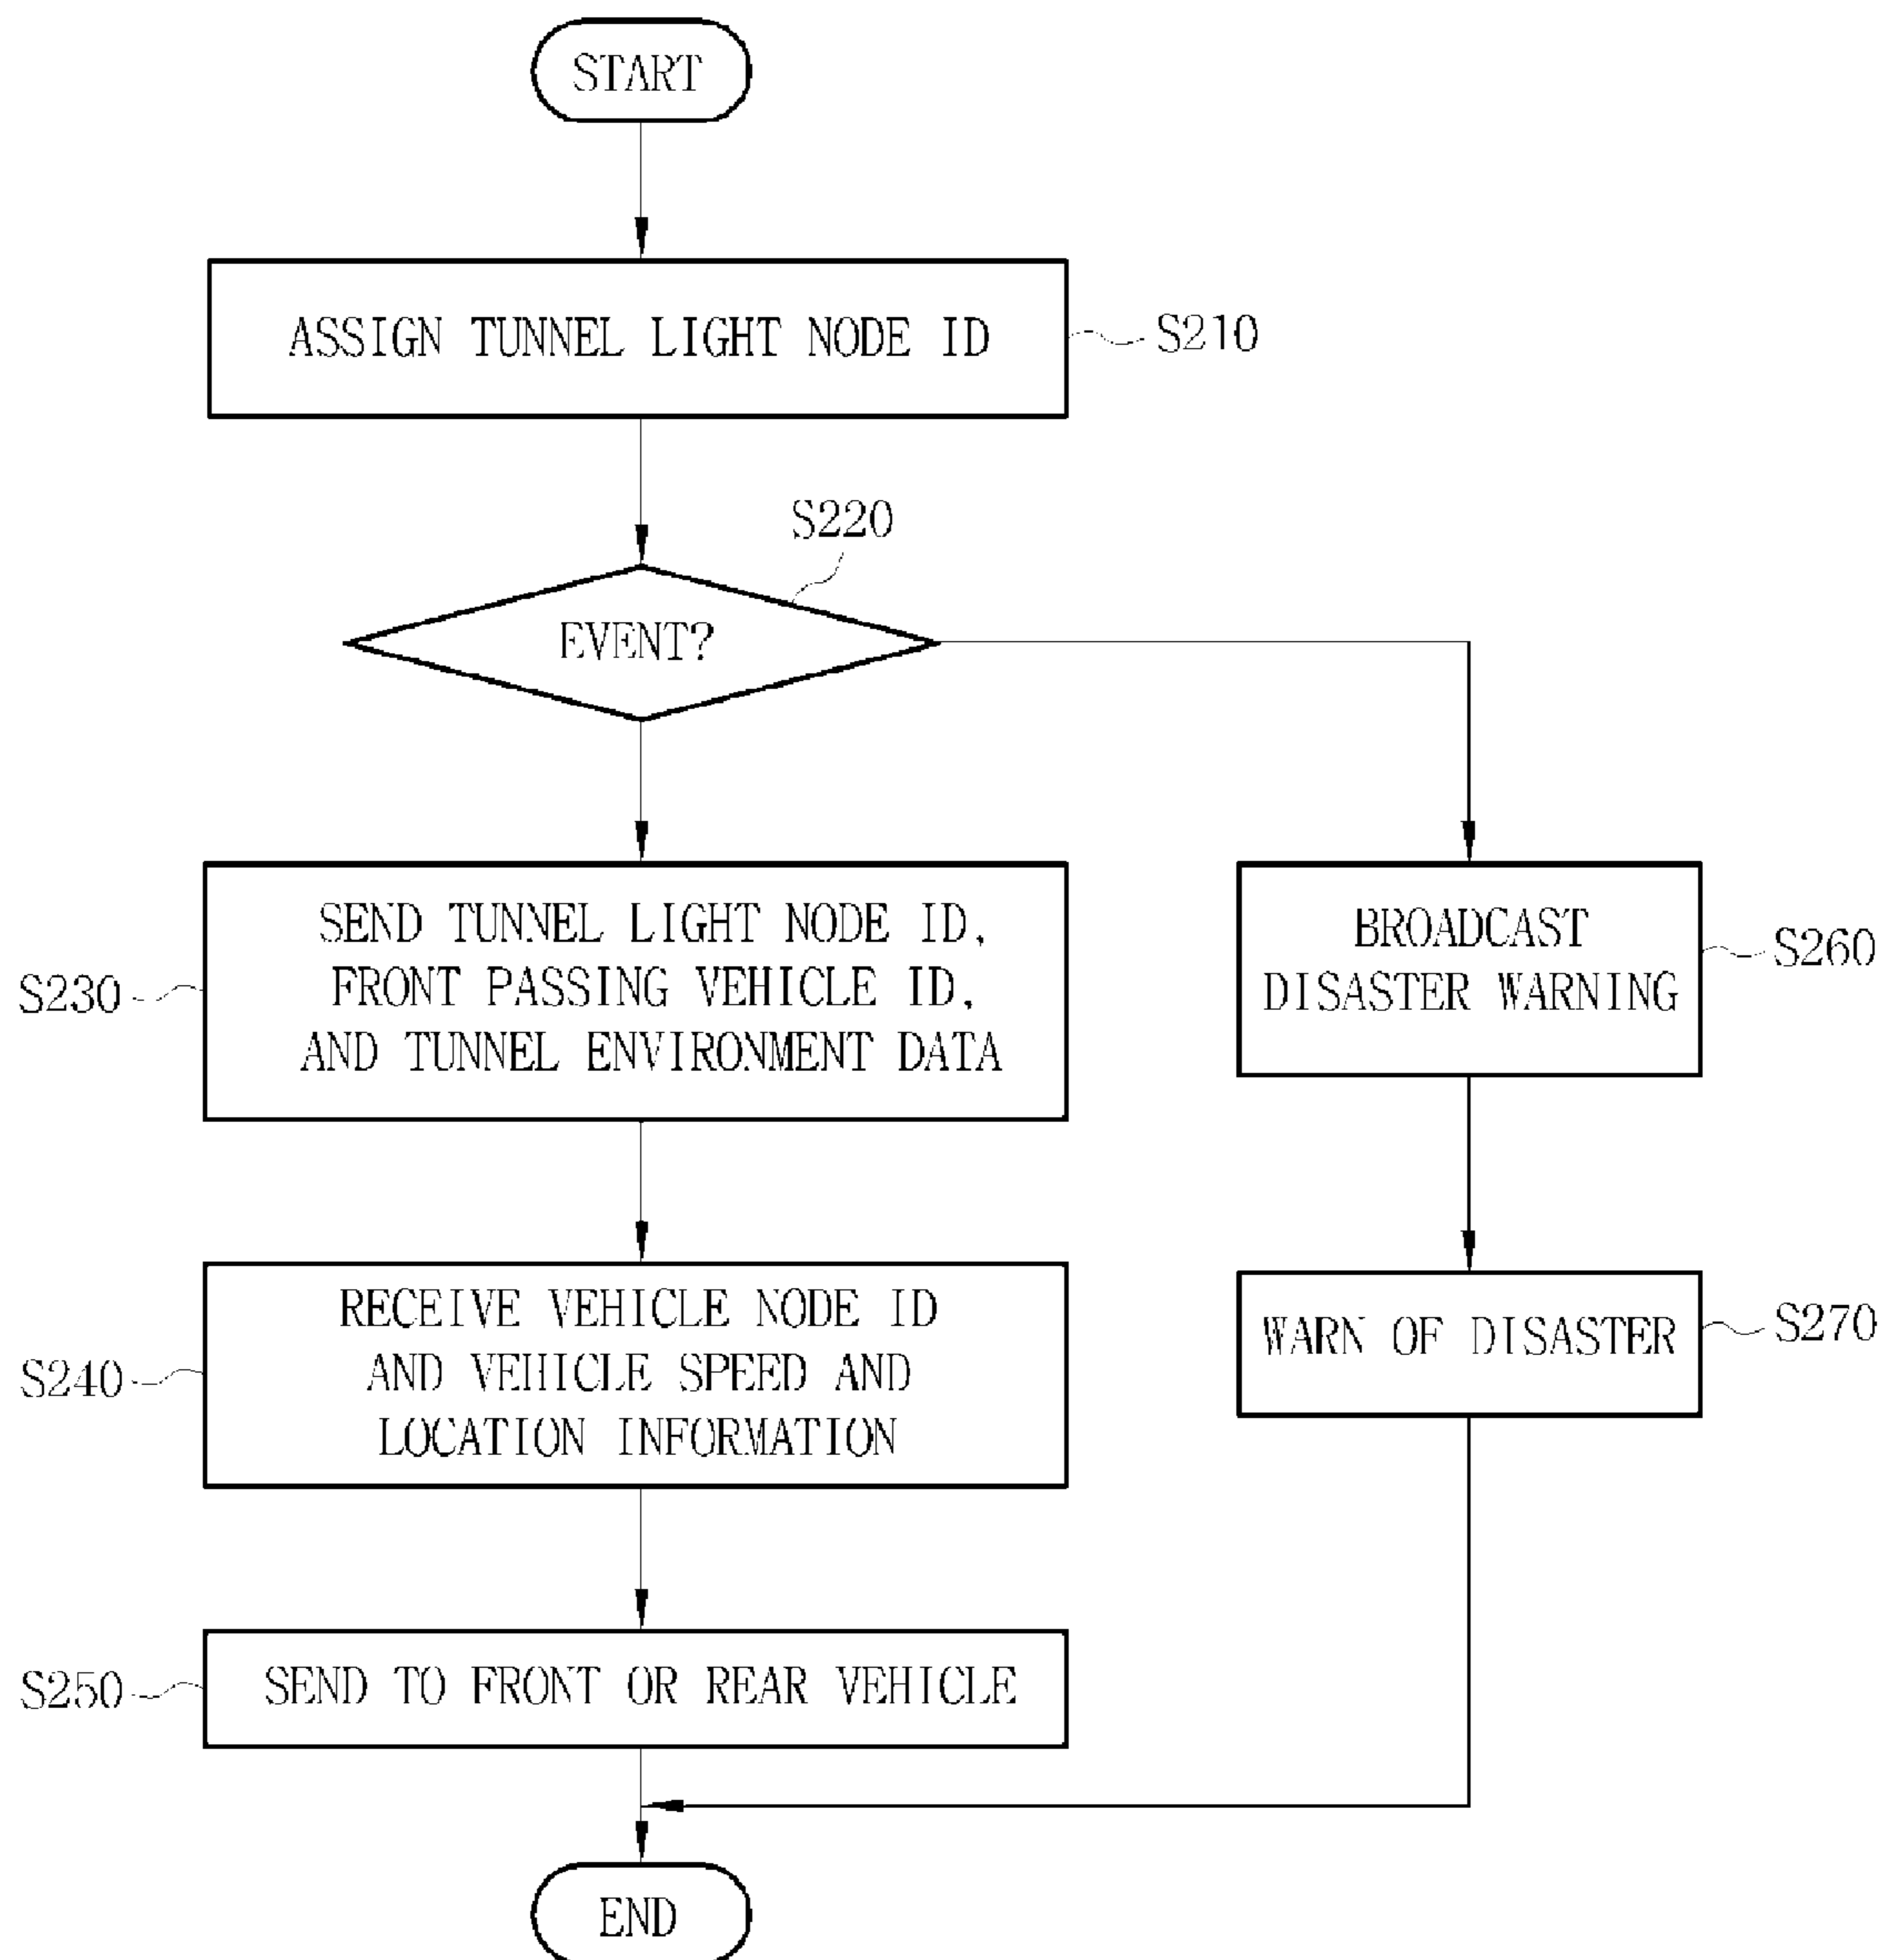 START
ASSIGN TUNNEL LIGHT NODE ID
S210
S220
EVENT?
SEND TUNNEL LIGHT NODE ID,
FRONT PASSING VEHICLE ID,
AND TUNNEL ENVIRONMENT DATA
S230
BROADCAST
DISASTER WARNING
S260
RECEIVE VEHICLE NODE ID
AND VEHICLE SPEED AND
LOCATION INFORMATION
S240
WARN OF DISASTER
S270
SEND TO FRONT OR REAR VEHICLE
S250
END